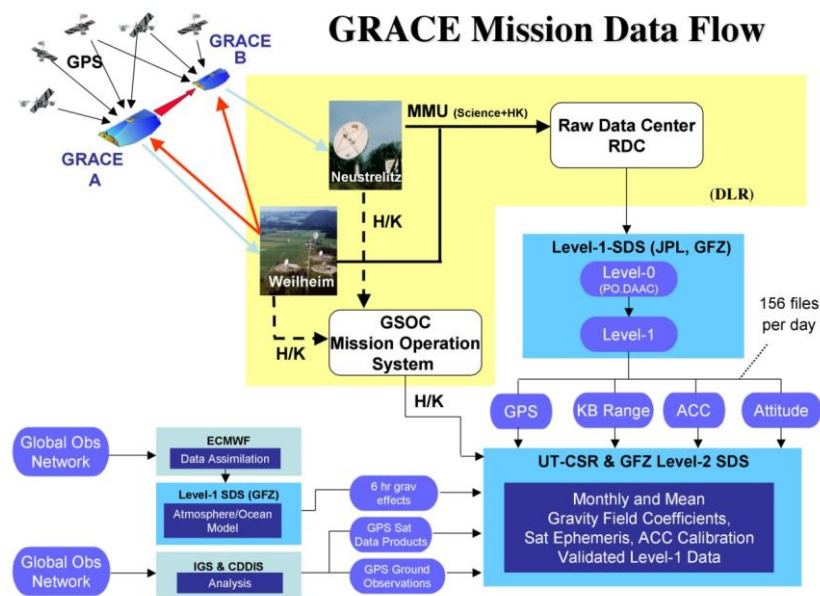 GRACE Mission Data Flow
GRACE
B
GPS
GRACE
A
MMU (Science+HK)
Raw Data Center
RDC
Neustrelitz
(DLR)
H/K
Weilheim
Level-1-SDS (JPL, GFZ)
Level-0
(PO.DAAC)
Level-1
156 files
per day
GSOC
Mission Operation
System
H/K
H/K
GPS
KB Range
ACC
Attitude
Global Obs
Network
ECMWF
Data Assimilation
Level-1 SDS (GFZ)
Atmosphere/Ocean
Model
6 hr grav
effects
GPS Sat
Data Products
GPS Ground
Observations
Global Obs
Network
IGS & CDDIS
Analysis
UT-CSR & GFZ Level-2 SDS
Monthly and Mean
Gravity Field Coefficients,
Sat Ephemeris, ACC Calibration
Validated Level-1 Data